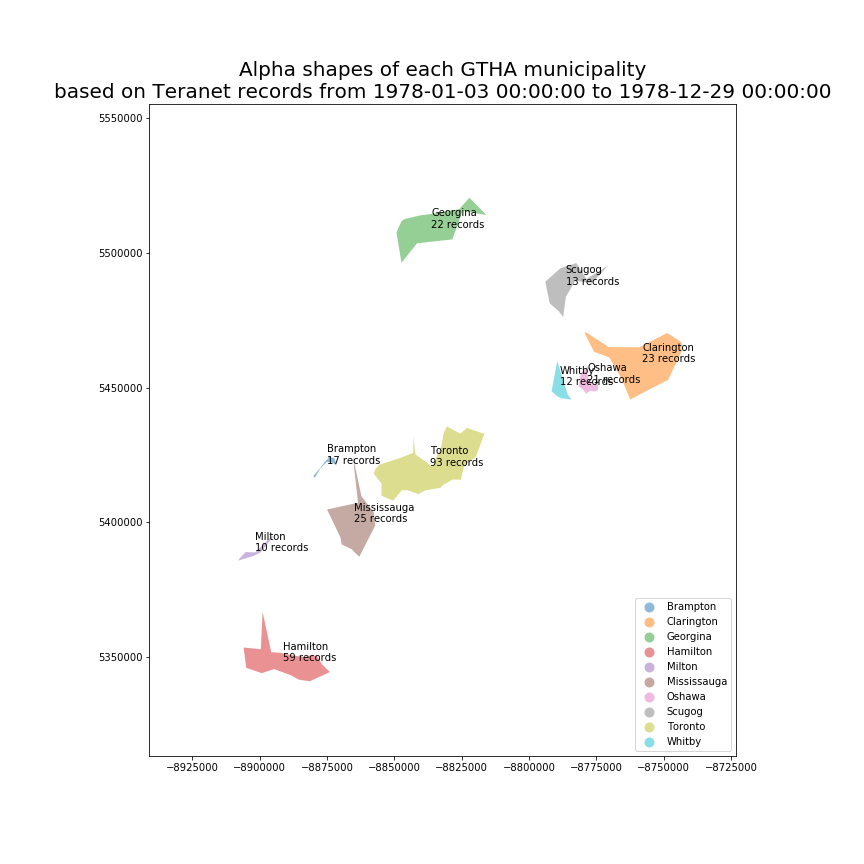 Alpha shapes of each GTHA municipality
based on Teranet records from 1978-01-03 00:00:00 to 1978-12-29 00:00:00
5550000
5500000
5450000
5400000
5350000
Georgina
22 records
Scugog
13 records
Clarington
23 records
Whitby
12 records
Oshawa
21 records
Brampton
17 records
Toronto
93 records
Mississauga
25 records
Milton
10 records
Hamilton
59 records
Brampton
Clarington
Georgina
Hamilton
Milton
Mississauga
Oshawa
Scugog
Toronto
Whitby
−8925000 −8900000 −8875000 −8850000 −8825000 −8800000 −8775000 −8750000 −8725000